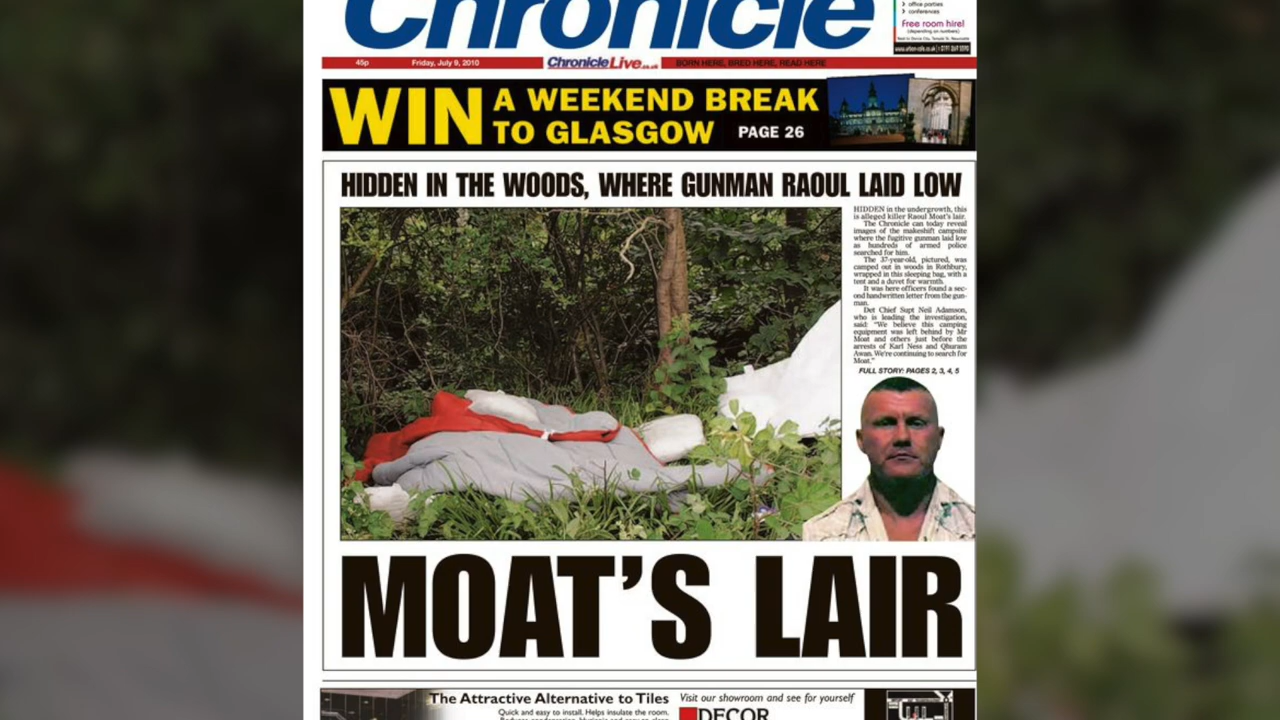 Chronicle
› office parties
› conferences
Free room hire!
(depending on numbers)
45p
Friday, July 9, 2010
ChronicleLive.co.uk
BORN HERE, BRED HERE, READ HERE
WIN A WEEKEND BREAK
TO GLASGOW PAGE 26
HIDDEN IN THE WOODS, WHERE GUNMAN RAOUL LAID LOW
HIDDEN in the undergrowth, this
is alleged killer Raoul Moat's lair.
The Chronicle can today reveal
images of the makeshift campsite
where the fugitive gunman laid low
as hundreds of armed police
searched for him.
The 37-year-old, pictured, was
camped out in woods in Rothbury,
wrapped in this sleeping bag, with a
tent and a duvet for warmth.
It was here officers found a sec-
ond handwritten letter from the gun-
man.
Det Chief Supt Neil Adamson,
who is leading the investigation,
said: "We believe this camping
equipment was left behind by Mr
Moat and others just before the
arrests of Karl Ness and Qhuram
Awan. We're continuing to search for
Moat."
FULL STORY: PAGES 2, 3, 4, 5
MOAT'S LAIR
The Attractive Alternative to Tiles
Quick and easy to install. Helps insulate the room.
Visit our showroom and see for yourself
DECOR